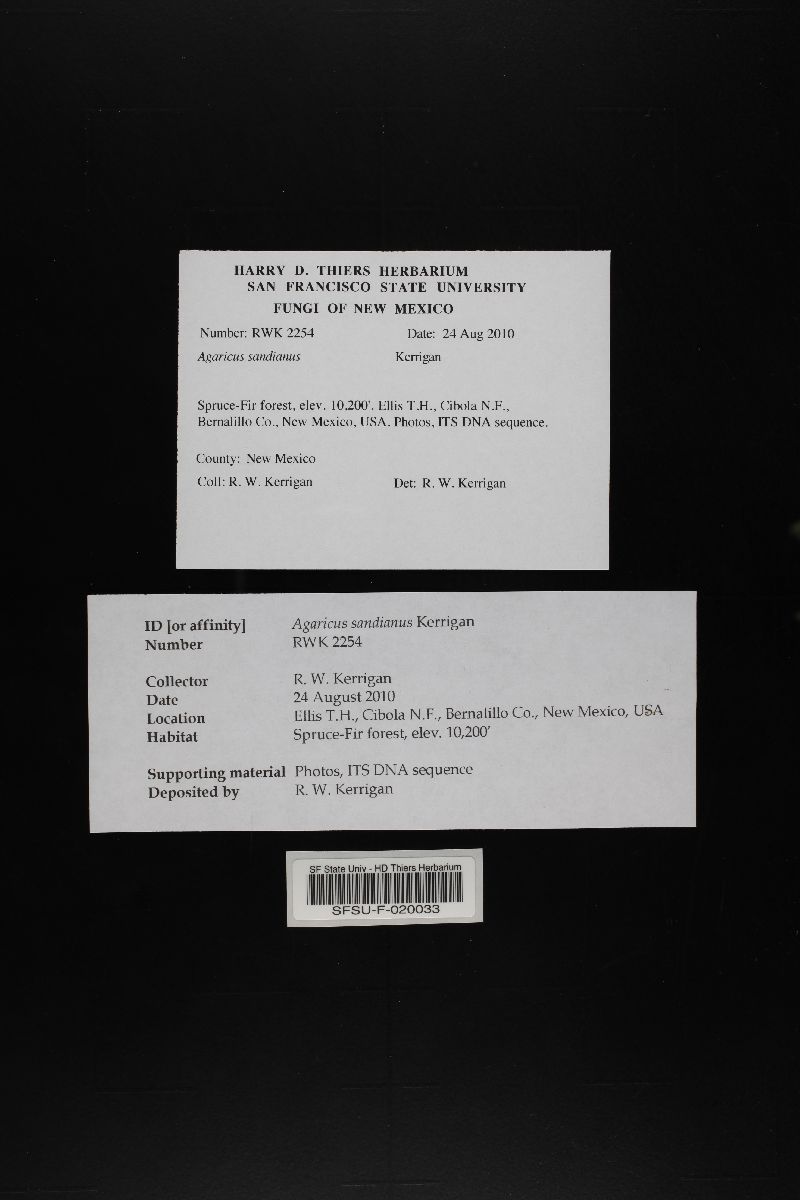 HARRY D. THIERS HERBARIUM
SAN FRANCISCO STATE UNIVERSITY
FUNGI OF NEW MEXICO
Number: RWK 2254 Date: 24 Aug 2010
Agaricus sandianus Kerrigan
Spruce-Fir forest, elev. 10,200'. Ellis T.H., Cibola N.F.,
Bernalillo Co., New Mexico, USA. Photos, ITS DNA sequence.
County: New Mexico
Coll: R. W. Kerrigan Det: R. W. Kerrigan
ID [or affinity] Agaricus sandianus Kerrigan
Number RWK 2254
Collector R. W. Kerrigan
Date 24 August 2010
Location Ellis T.H., Cibola N.F., Bernalillo Co., New Mexico, USA
Habitat Spruce-Fir forest, elev. 10,200'
Supporting material Photos, ITS DNA sequence
Deposited by R. W. Kerrigan
SF State Univ - HD Thiers Herbarium
SFSU-F-020033